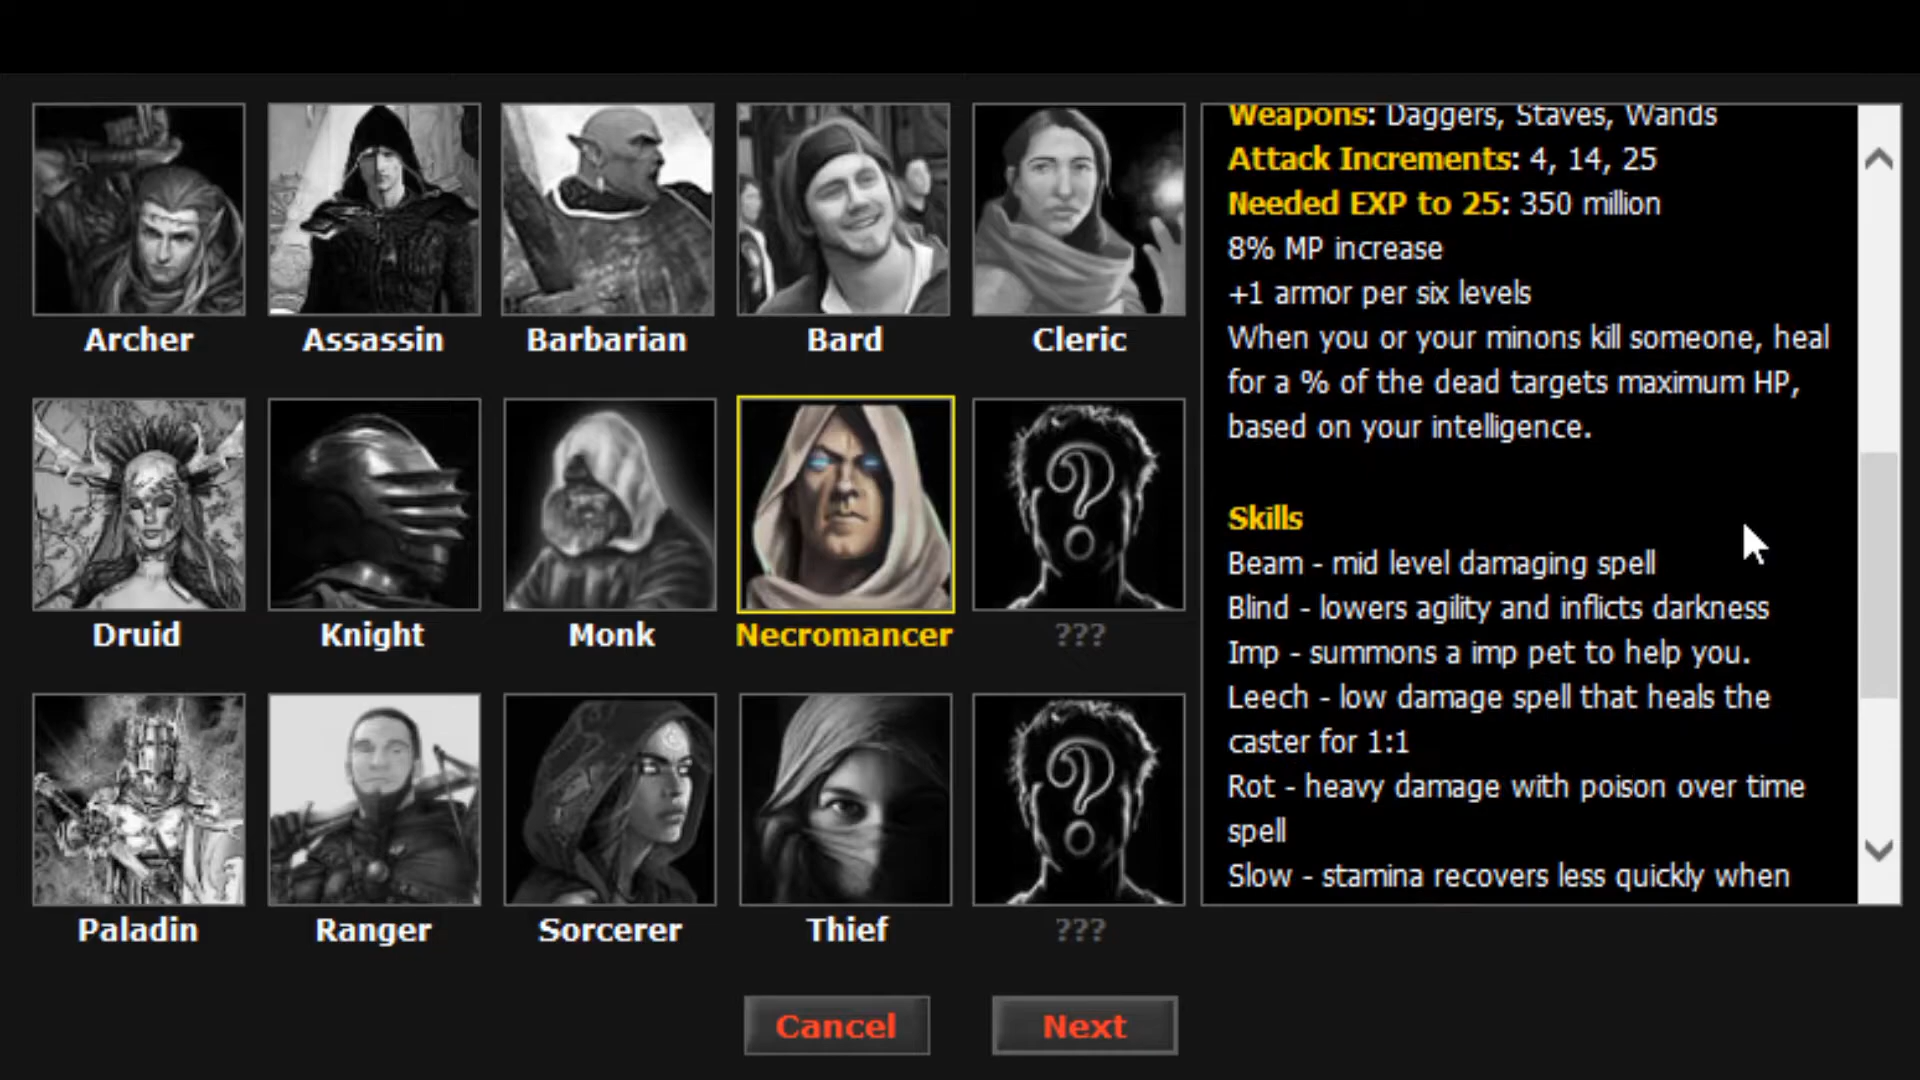 Archer
Assassin
Barbarian
Bard
Cleric
Druid
Knight
Monk
Necromancer
???
Paladin
Ranger
Sorcerer
Thief
???
Weapons: Daggers, Staves, Wands
Attack Increments: 4, 14, 25
Needed EXP to 25: 350 million
8% MP increase
+1 armor per six levels
When you or your minons kill someone, heal
for a % of the dead targets maximum HP,
based on your intelligence.
Skills
Beam - mid level damaging spell
Blind - lowers agility and inflicts darkness
Imp - summons a imp pet to help you.
Leech - low damage spell that heals the
caster for 1:1
Rot - heavy damage with poison over time
spell
Slow - stamina recovers less quickly when
Cancel
Next